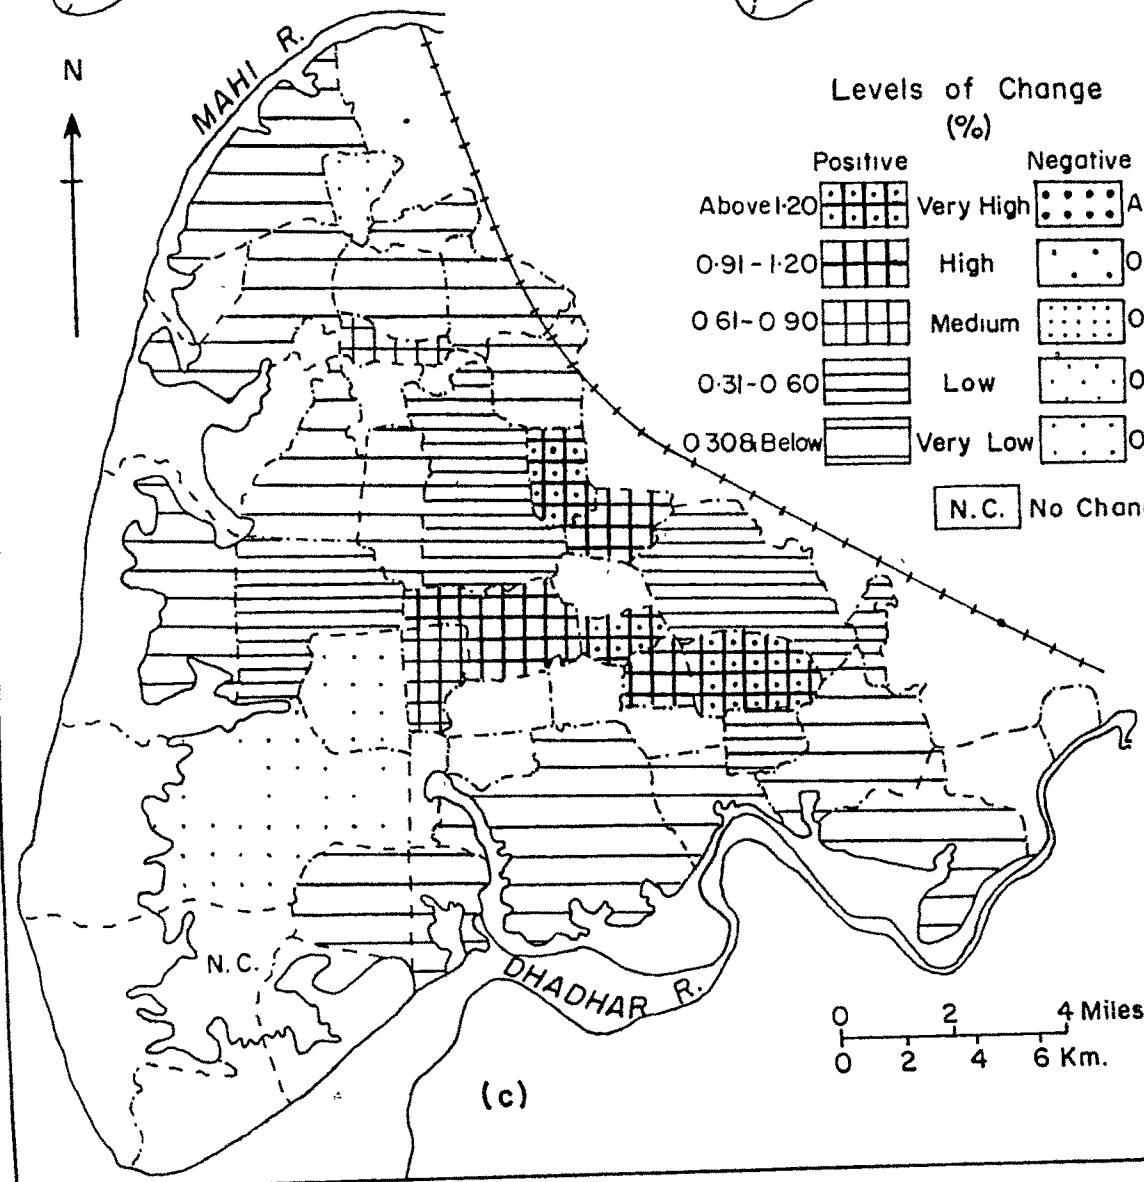 MAHI R.
N
Levels of Change
(%)
Positive Negative
Above 1·20 Very High A
0·91 - 1·20 High 0
0 61 - 0 90 Medium 0
0·31-0 60 Low 0
0 30 & Below Very Low 0
N.C. No Chan
N.C.
DHADHAR R.
0 2 4 Miles
0 2 4 6 Km.
(c)